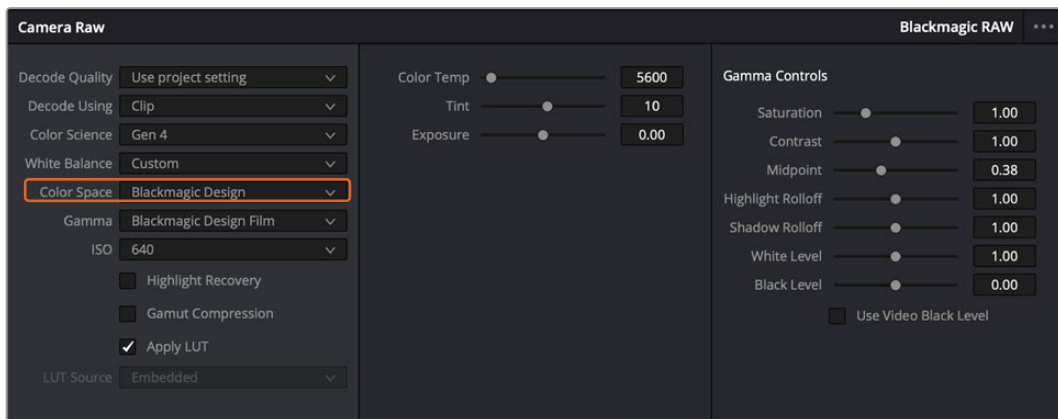 Camera Raw
Blackmagic RAW
Decode Quality Use project setting
Decode Using Clip
Color Science Gen 4
White Balance Custom
Color Space Blackmagic Design
Gamma Blackmagic Design Film
ISO 640
Highlight Recovery
Gamut Compression
Apply LUT
LUT Source Embedded
Color Temp 5600
Tint 10
Exposure 0.00
Gamma Controls
Saturation 1.00
Contrast 1.00
Midpoint 0.38
Highlight Rolloff 1.00
Shadow Rolloff 1.00
White Level 1.00
Black Level 0.00
Use Video Black Level